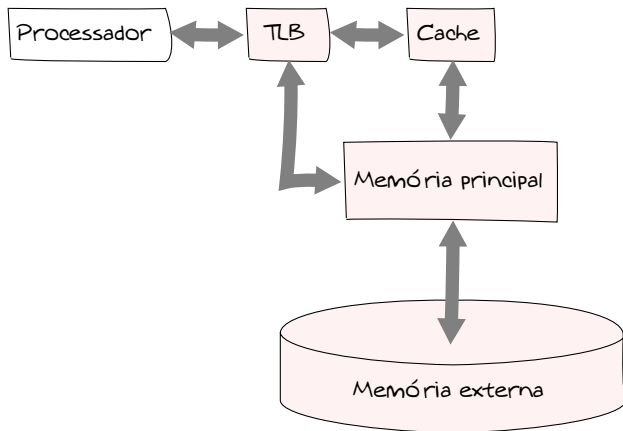 Processador
TLB
Cache
Memória principal
Memória externa